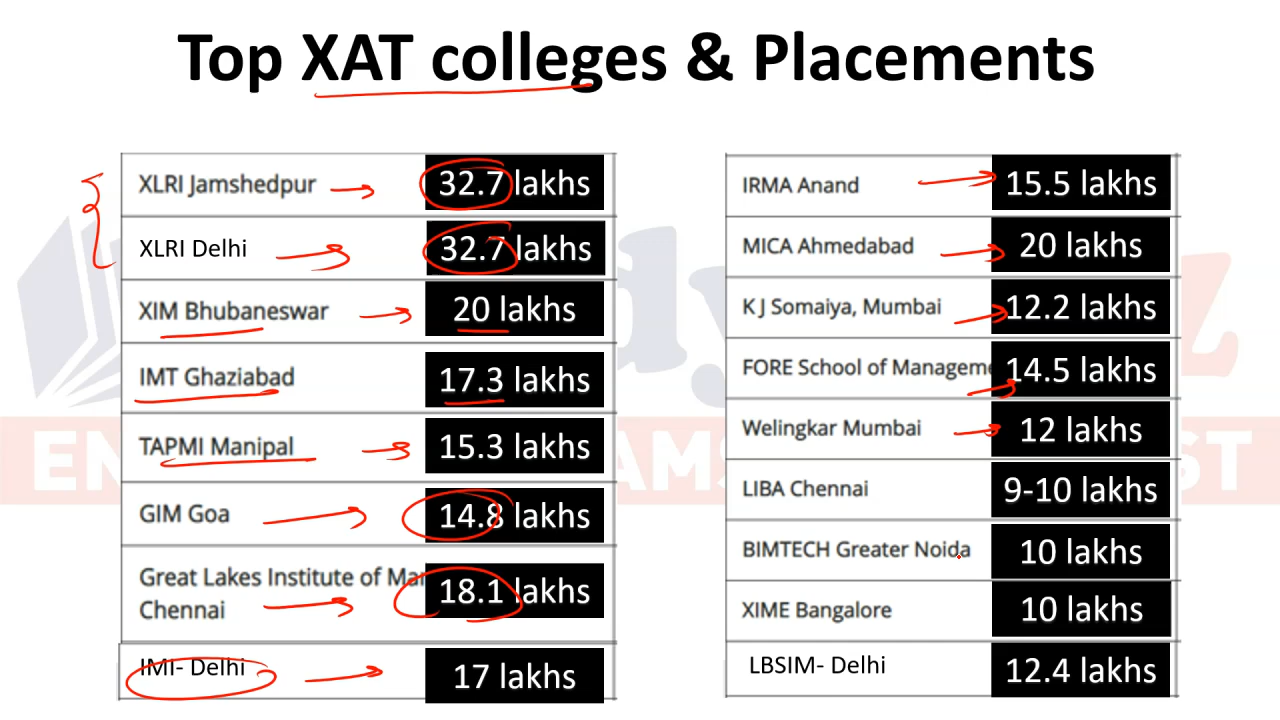 Top XAT colleges & Placements
XLRI Jamshedpur 32.7 lakhs
XLRI Delhi 32.7 lakhs
XIM Bhubaneswar 20 lakhs
IMT Ghaziabad 17.3 lakhs
TAPMI Manipal 15.3 lakhs
GIM Goa 14.8 lakhs
Great Lakes Institute of Mar
Chennai 18.1 lakhs
IMI- Delhi 17 lakhs
IRMA Anand 15.5 lakhs
MICA Ahmedabad 20 lakhs
K J Somaiya, Mumbai 12.2 lakhs
FORE School of Manageme 14.5 lakhs
Welingkar Mumbai 12 lakhs
LIBA Chennai 9-10 lakhs
BIMTECH Greater Noida 10 lakhs
XIME Bangalore 10 lakhs
LBSIM- Delhi 12.4 lakhs